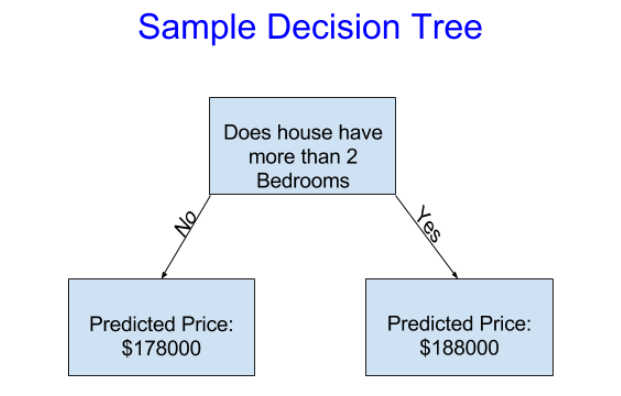 Sample Decision Tree
Does house have
more than 2
Bedrooms
No
Yes
Predicted Price:
$178000
Predicted Price:
$188000